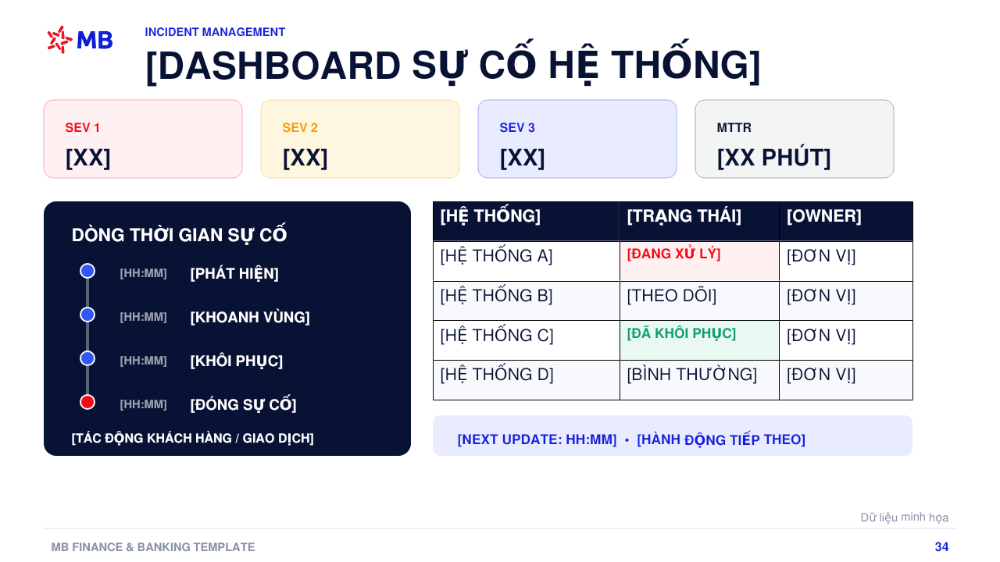 MB
INCIDENT MANAGEMENT
[DASHBOARD SỰ CỐ HỆ THỐNG]
SEV 1
[XX]
SEV 2
[XX]
SEV 3
[XX]
MTTR
[XX PHÚT]
DÒNG THỜI GIAN SỰ CỐ
[HH:MM] [PHÁT HIỆN]
[HH:MM] [KHOANH VÙNG]
[HH:MM] [KHÔI PHỤC]
[HH:MM] [ĐÓNG SỰ CỐ]
[TÁC ĐỘNG KHÁCH HÀNG / GIAO DỊCH]
[HỆ THỐNG] [TRẠNG THÁI] [OWNER]
[HỆ THỐNG A] [ĐANG XỬ LÝ] [ĐƠN VỊ]
[HỆ THỐNG B] [THEO DÕI] [ĐƠN VỊ]
[HỆ THỐNG C] [ĐÃ KHÔI PHỤC] [ĐƠN VỊ]
[HỆ THỐNG D] [BÌNH THƯỜNG] [ĐƠN VỊ]
[NEXT UPDATE: HH:MM] • [HÀNH ĐỘNG TIẾP THEO]
Dữ liệu minh họa
MB FINANCE & BANKING TEMPLATE
34